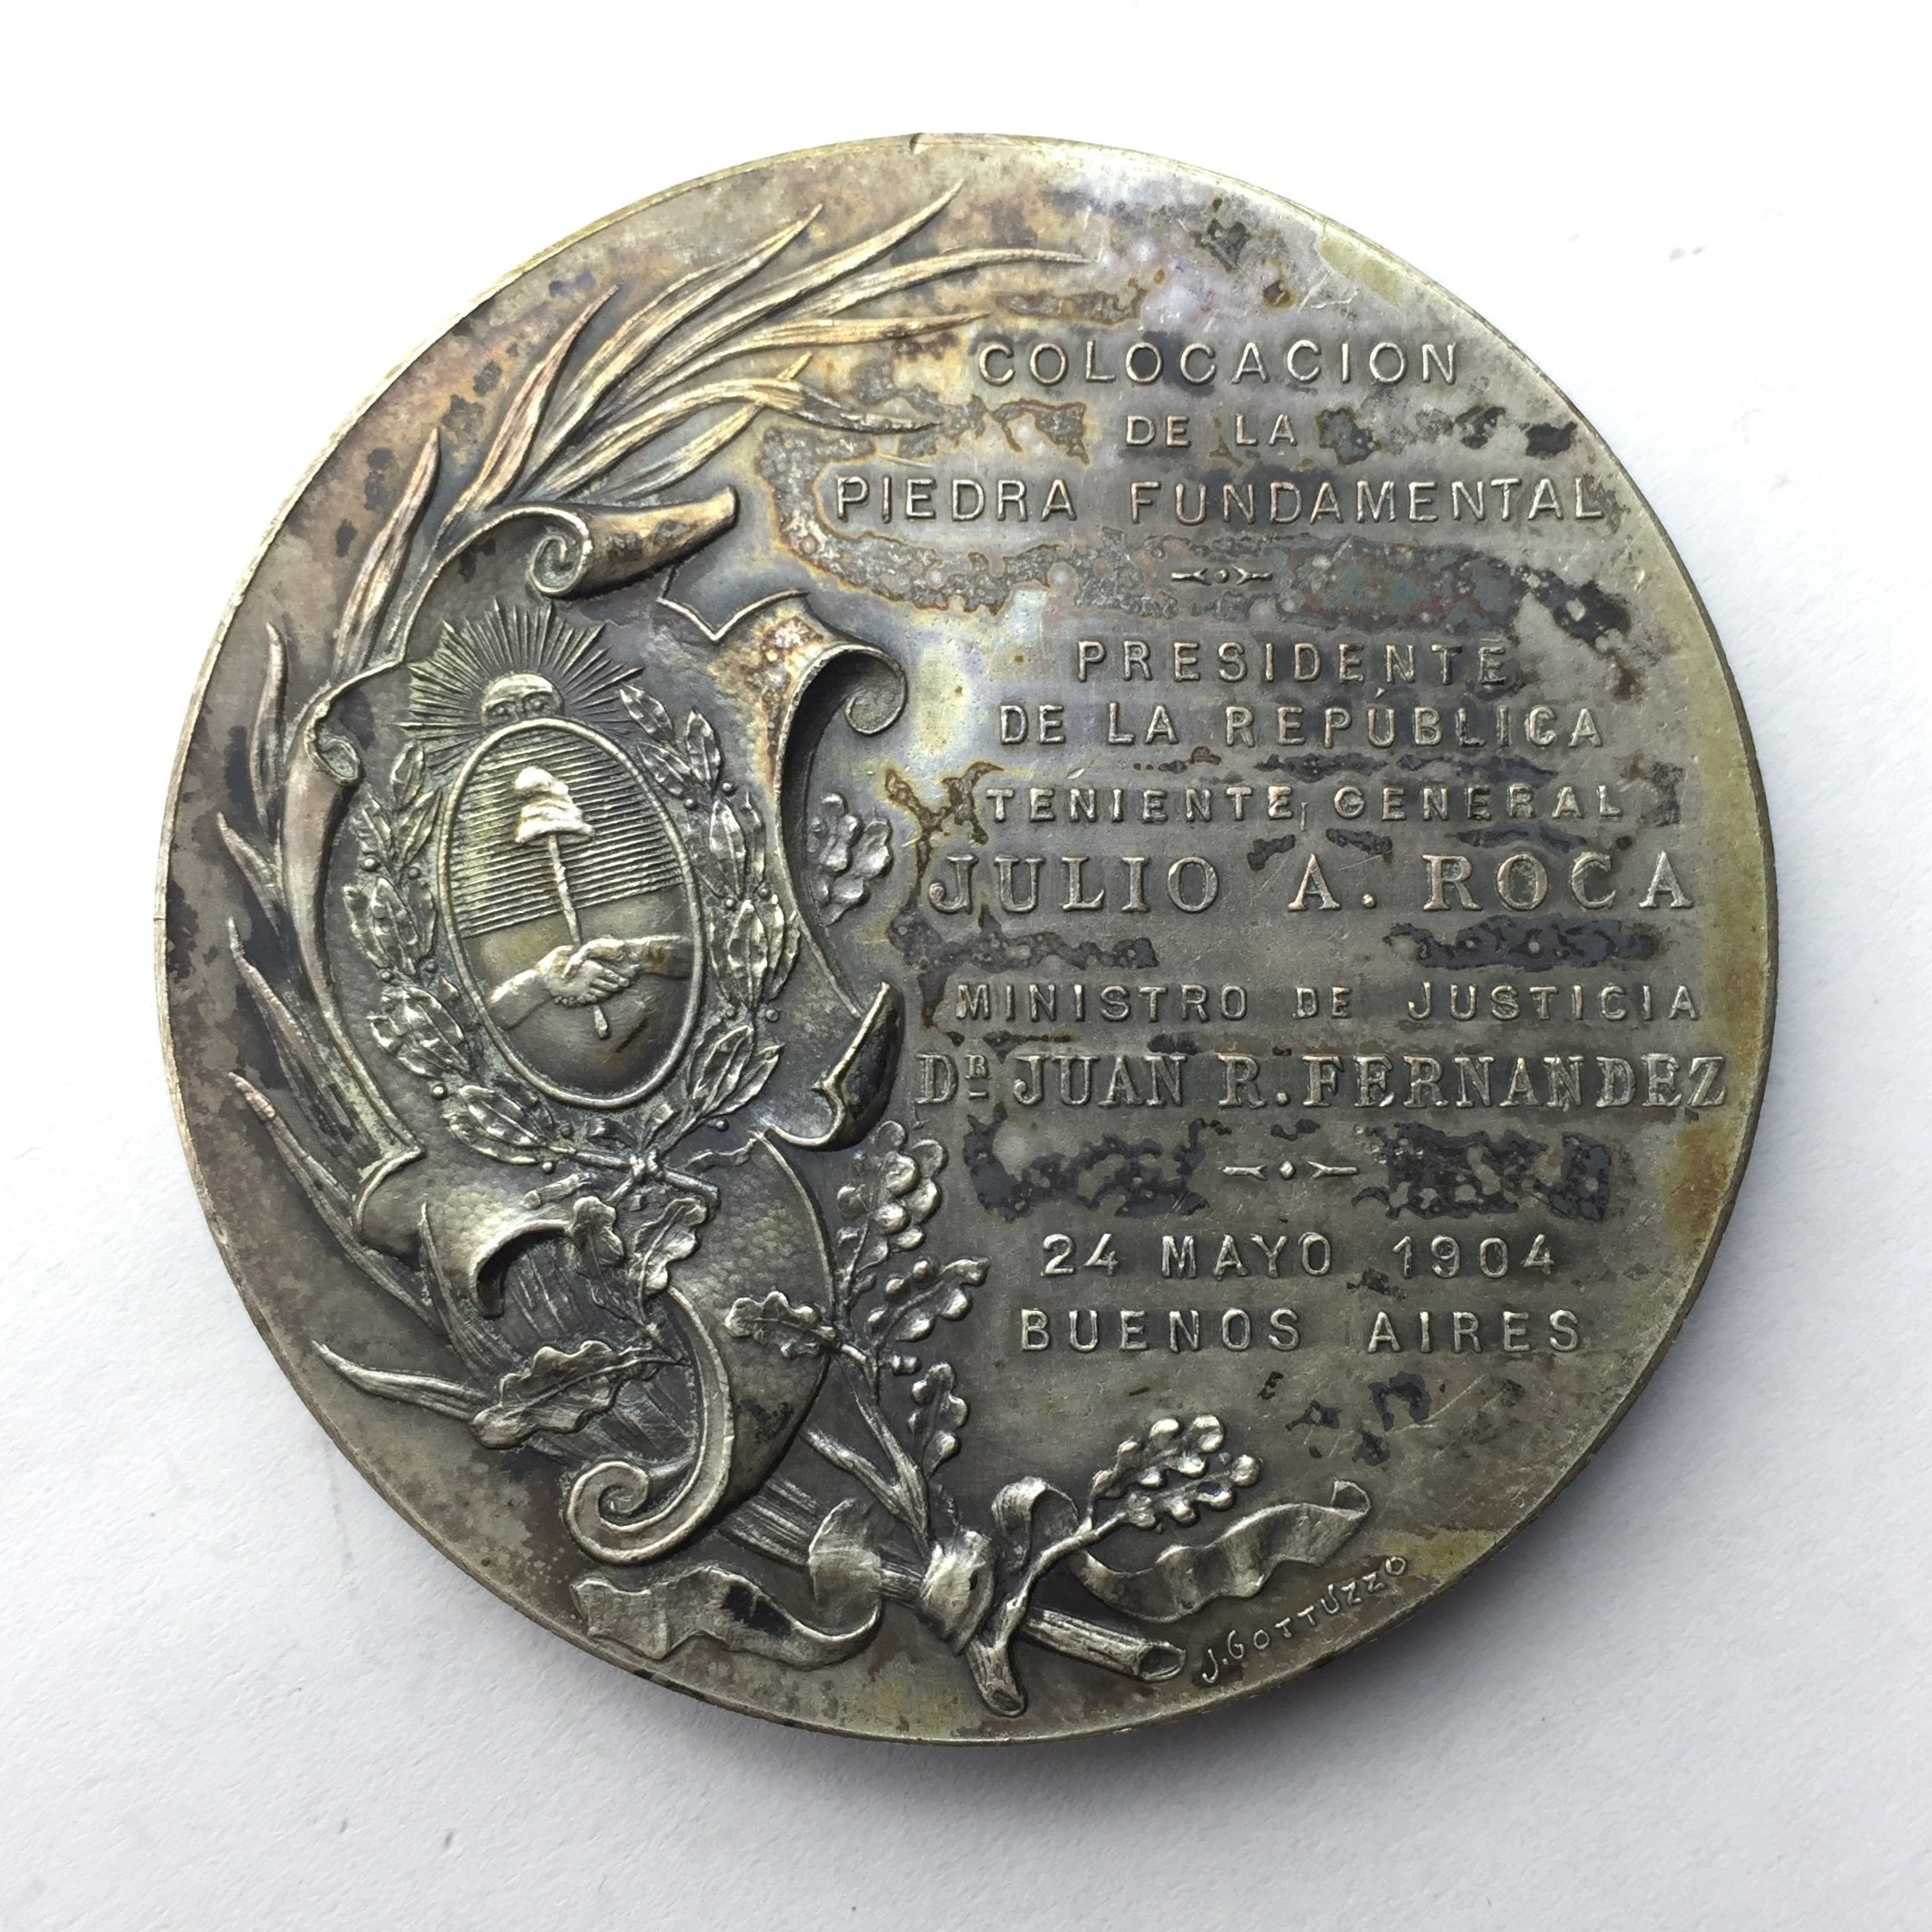 COLOCACION
DE LA
PIEDRA FUNDAMENTAL
PRESIDENTE
DE LA REPÚBLICA
TENIENTE GENERAL
JULIO A. ROCA
MINISTRO DE JUSTICIA
DR JUAN R. FERNANDEZ
24 MAYO 1904
BUENOS AIRES
J. GOTTUZZO